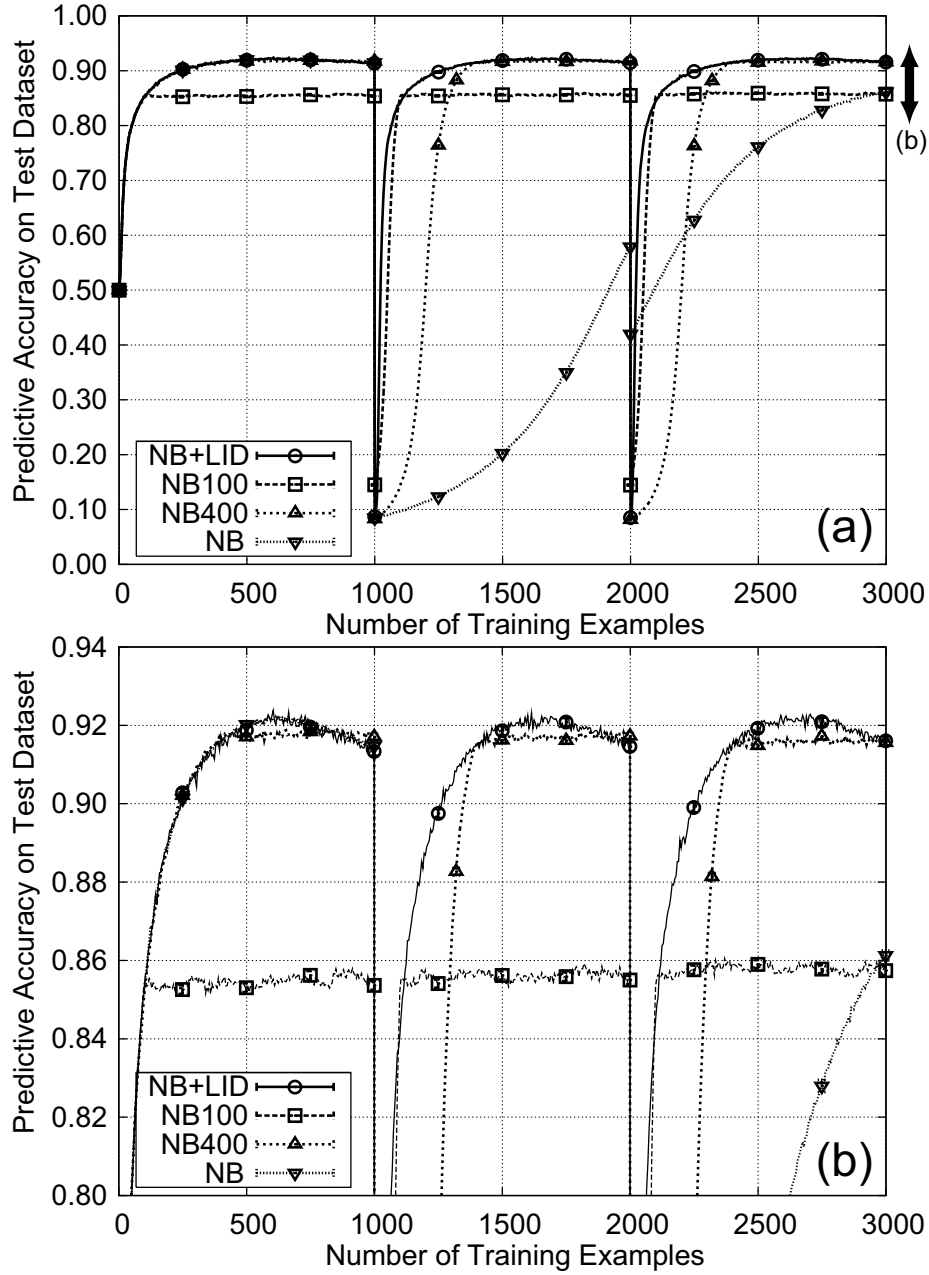 1.00
0.90
0.80
0.70
0.60
0.50
0.40
0.30
0.20
0.10
0.00
Predictive Accuracy on Test Dataset
NB+LID
NB100
NB400
NB
(a)
(b)
0 500 1000 1500 2000 2500 3000
Number of Training Examples
0.94
0.92
0.90
0.88
0.86
0.84
0.82
0.80
Predictive Accuracy on Test Dataset
NB+LID
NB100
NB400
NB
(b)
0 500 1000 1500 2000 2500 3000
Number of Training Examples